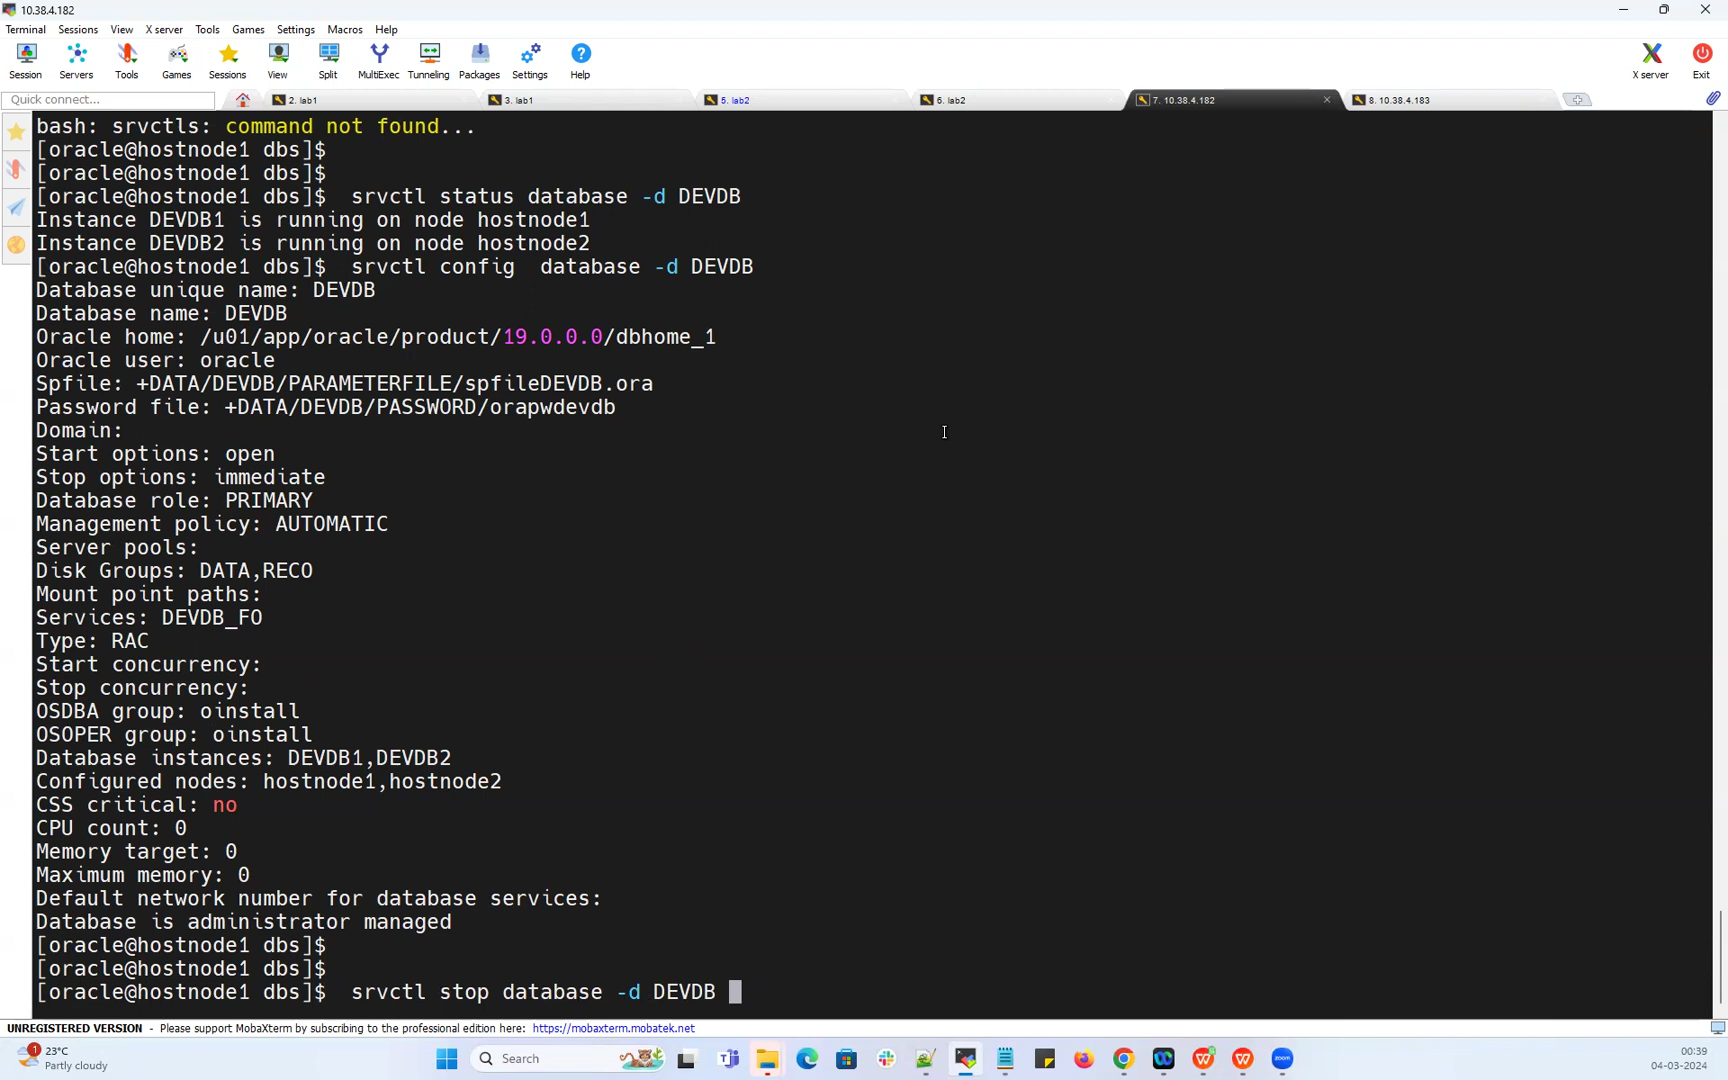 10.38.4.182
Terminal Sessions View X server Tools Games Settings Macros Help
Session Servers Tools Games Sessions View Split MultiExec Tunneling Packages Settings Help X server Exit
Quick connect... 2. lab1 3. lab1 5. lab2 6. lab2 7. 10.38.4.182 8. 10.38.4.183
bash: srvctls: command not found...
[oracle@hostnode1 dbs]$
[oracle@hostnode1 dbs]$
[oracle@hostnode1 dbs]$  srvctl status database -d DEVDB
Instance DEVDB1 is running on node hostnode1
Instance DEVDB2 is running on node hostnode2
[oracle@hostnode1 dbs]$  srvctl config  database -d DEVDB
Database unique name: DEVDB
Database name: DEVDB
Oracle home: /u01/app/oracle/product/19.0.0.0/dbhome_1
Oracle user: oracle
Spfile: +DATA/DEVDB/PARAMETERFILE/spfileDEVDB.ora
Password file: +DATA/DEVDB/PASSWORD/orapwdevdb
Domain:
Start options: open
Stop options: immediate
Database role: PRIMARY
Management policy: AUTOMATIC
Server pools:
Disk Groups: DATA,RECO
Mount point paths:
Services: DEVDB_FO
Type: RAC
Start concurrency:
Stop concurrency:
OSDBA group: oinstall
OSOPER group: oinstall
Database instances: DEVDB1,DEVDB2
Configured nodes: hostnode1,hostnode2
CSS critical: no
CPU count: 0
Memory target: 0
Maximum memory: 0
Default network number for database services:
Database is administrator managed
[oracle@hostnode1 dbs]$
[oracle@hostnode1 dbs]$
[oracle@hostnode1 dbs]$  srvctl stop database -d DEVDB
UNREGISTERED VERSION - Please support MobaXterm by subscribing to the professional edition here: https://mobaxterm.mobatek.net
1 23°C
Partly cloudy
Search
zoom
00:39
04-03-2024